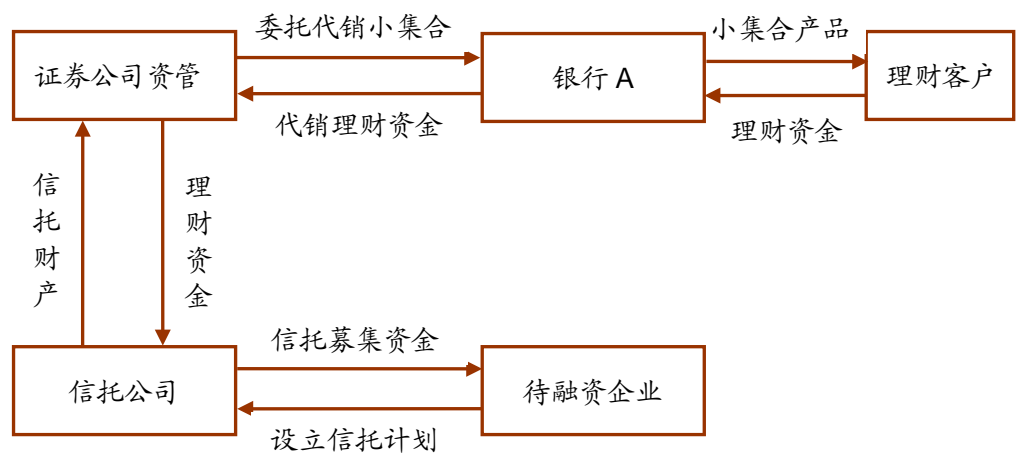 委托代销小集合
小集合产品
证券公司资管
银行 A
理财客户
代销理财资金
理财资金
信托财产
理财资金
信托募集资金
信托公司
待融资企业
设立信托计划